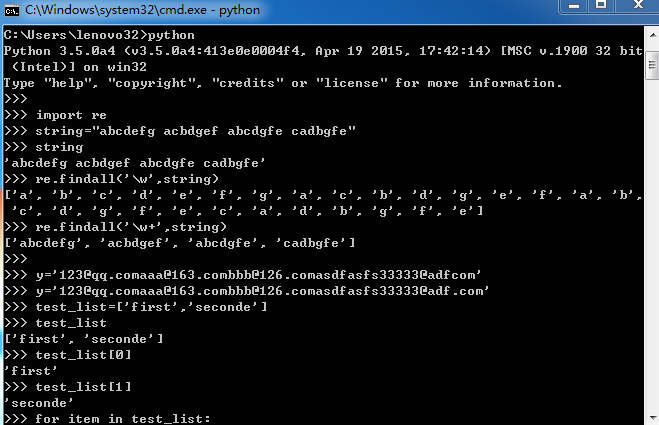 C:\Windows\system32\cmd.exe - python
C:\Users\lenovo32>python
Python 3.5.0a4 (v3.5.0a4:413e0e0004f4, Apr 19 2015, 17:42:14) [MSC v.1900 32 bit
(Intel)] on win32
Type "help", "copyright", "credits" or "license" for more information.
>>>
>>> import re
>>> string="abcdefg acbdgef abcdgfe cadbgfe"
>>> string
'abcdefg acbdgef abcdgfe cadbgfe'
>>> re.findall('\w',string)
['a', 'b', 'c', 'd', 'e', 'f', 'g', 'a', 'c', 'b', 'd', 'g', 'e', 'f', 'a', 'b',
'c', 'd', 'g', 'f', 'e', 'c', 'a', 'd', 'b', 'g', 'f', 'e']
>>> re.findall('\w+',string)
['abcdefg', 'acbdgef', 'abcdgfe', 'cadbgfe']
>>>
>>> y='123@qq.comaaa@163.combbb@126.comasdfasfs33333@adfcom'
>>> y='123@qq.comaaa@163.combbb@126.comasdfasfs33333@adf.com'
>>> test_list=['first','seconde']
>>> test_list
['first', 'seconde']
>>> test_list[0]
'first'
>>> test_list[1]
'seconde'
>>> for item in test_list: